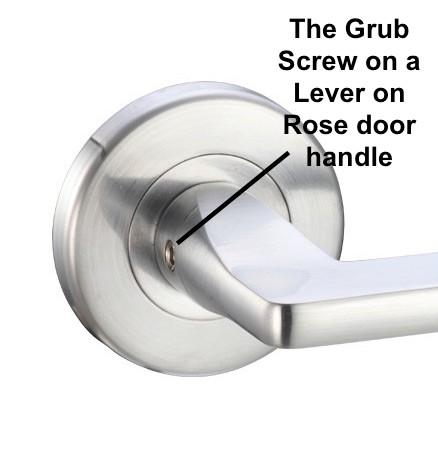 The Grub
Screw on a
Lever on
Rose door
handle